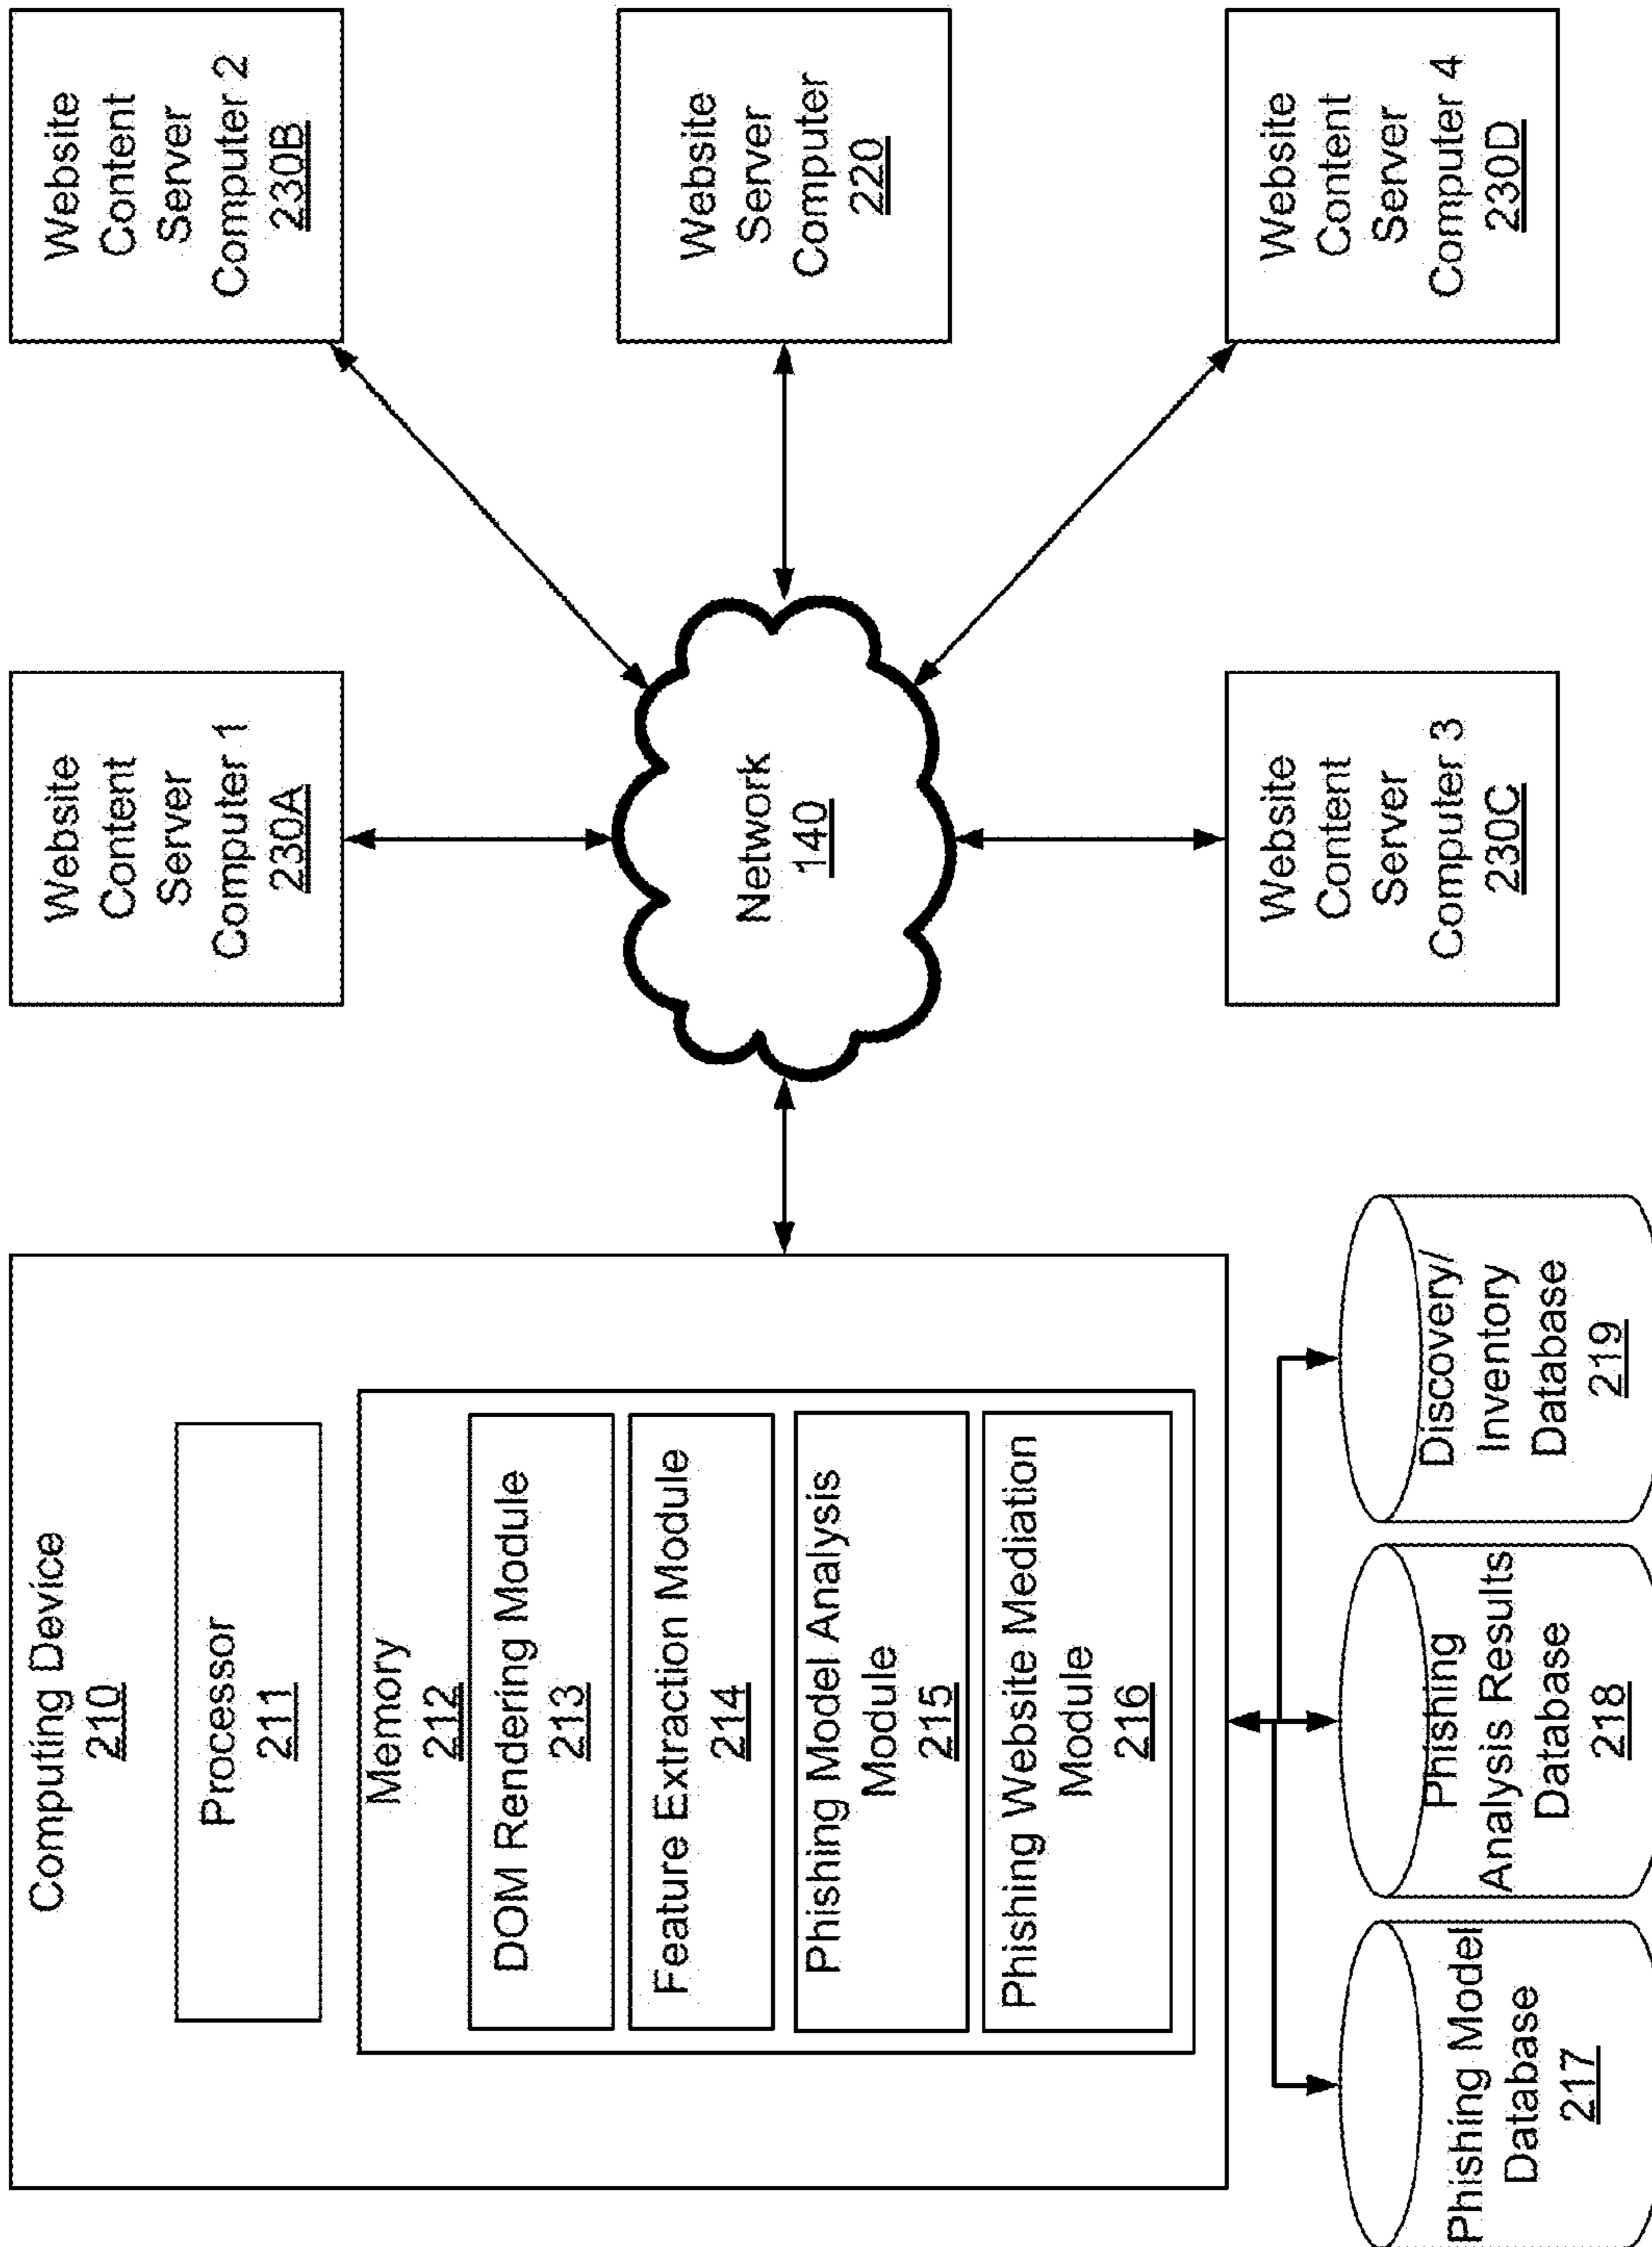 Computing Device
210
Processor
211
Memory
212
DOM Rendering Module
213
Feature Extraction Module
214
Phishing Model Analysis
Module
215
Phishing Website Mediation
Module
216
Phishing Model
Database
217
Phishing
Analysis Results
Database
218
Discovery/
Inventory
Database
219
Network
140
Website
Content
Server
Computer 1
230A
Website
Content
Server
Computer 2
230B
Website
Server
Computer
220
Website
Content
Server
Computer 3
230C
Website
Content
Server
Computer 4
230D